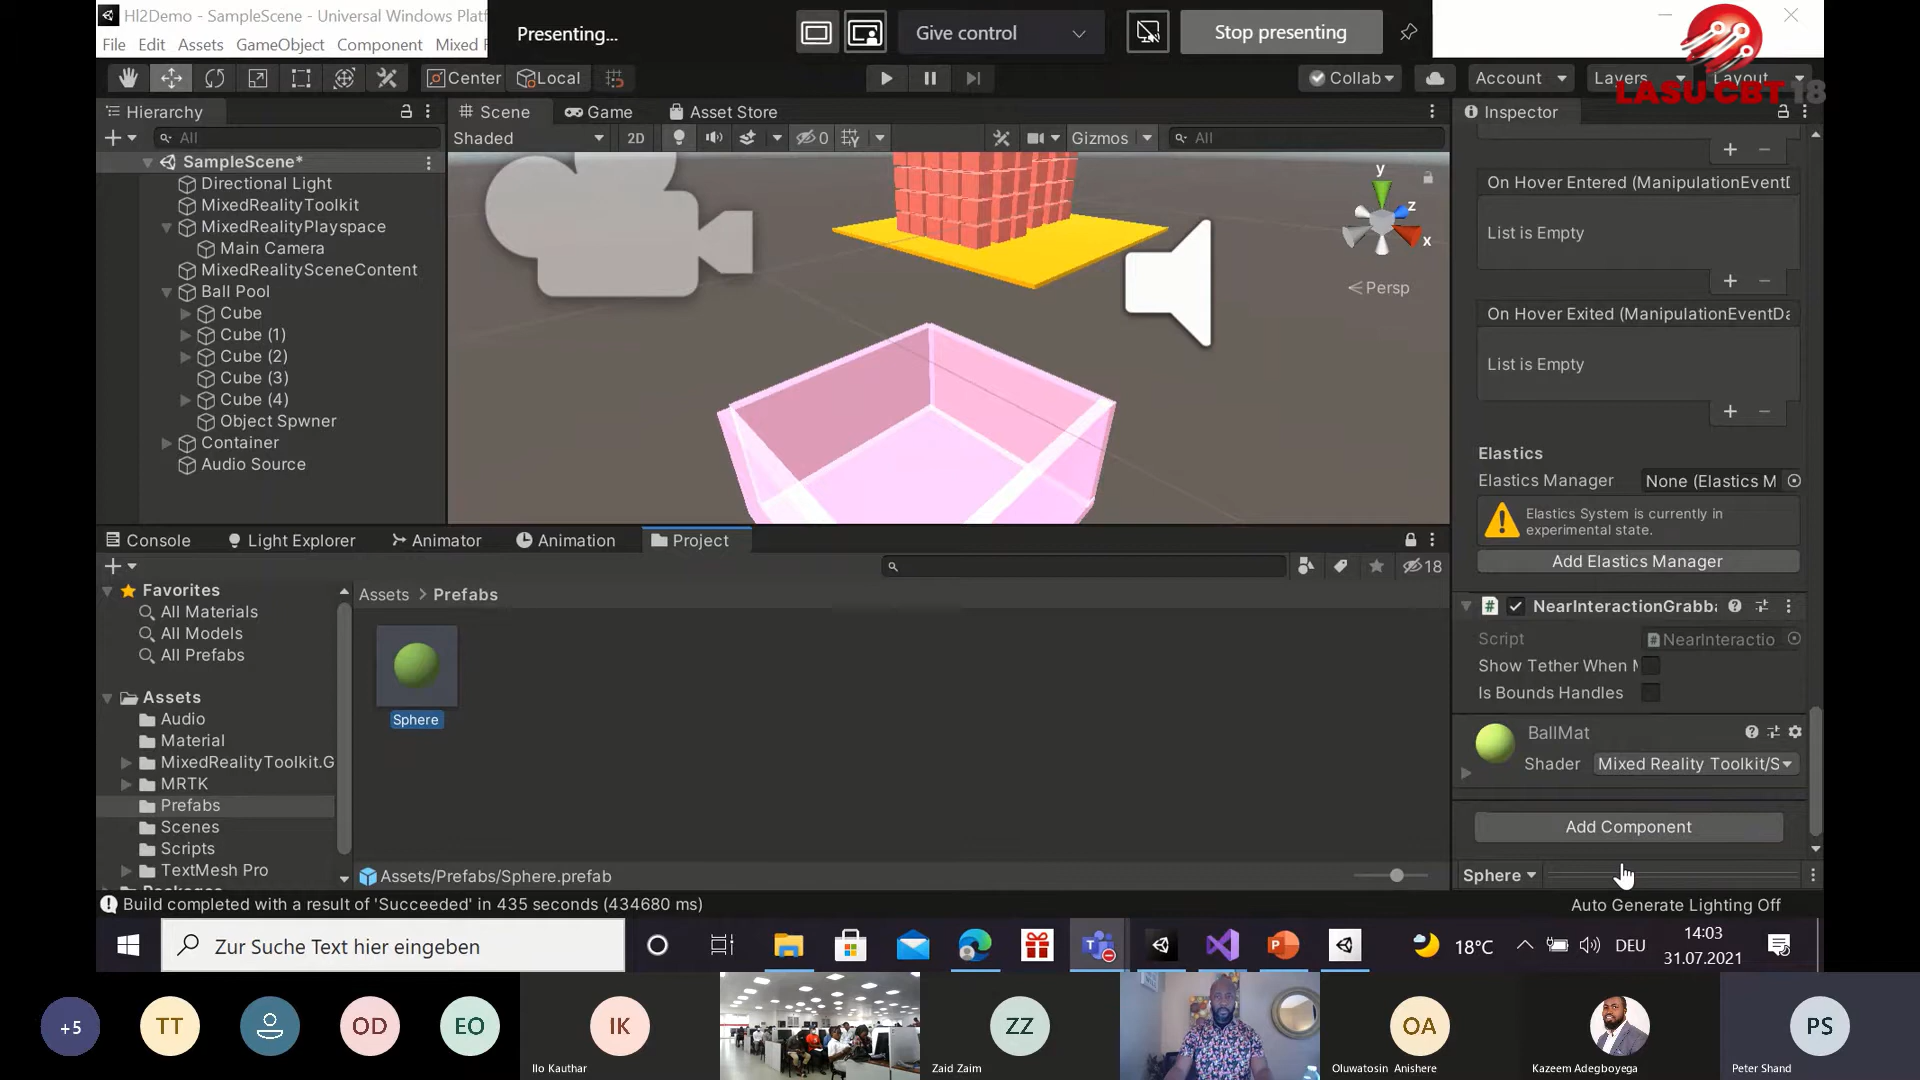 Hl2Demo - SampleScene - Universal Windows Platf
Presenting...
Give control
Stop presenting
File Edit Assets GameObject Component Mixed R
LASU CBT 18
Center Local
Collab Account Layers Layout
Hierarchy
Scene Game Asset Store
Inspector
All
Shaded 2D 0 Gizmos All
SampleScene*
Directional Light
MixedRealityToolkit
MixedRealityPlayspace
Main Camera
MixedRealitySceneContent
Ball Pool
Cube
Cube (1)
Cube (2)
Cube (3)
Cube (4)
Object Spwner
Container
Audio Source
y
z
x
Persp
On Hover Entered (ManipulationEventD
List is Empty
On Hover Exited (ManipulationEventDa
List is Empty
Elastics
Elastics Manager None (Elastics M
Elastics System is currently in
experimental state.
Add Elastics Manager
NearInteractionGrabba
Script NearInteractio
Show Tether When M
Is Bounds Handles
BallMat
Shader Mixed Reality Toolkit/S
Add Component
Sphere
Console Light Explorer Animator Animation Project
18
Favorites
All Materials
All Models
All Prefabs
Assets
Audio
Material
MixedRealityToolkit.G
MRTK
Prefabs
Scenes
Scripts
TextMesh Pro
Assets > Prefabs
Sphere
Assets/Prefabs/Sphere.prefab
Build completed with a result of 'Succeeded' in 435 seconds (434680 ms)
Auto Generate Lighting Off
Zur Suche Text hier eingeben
18°C
DEU
14:03
31.07.2021
+5
TT
OD
EO
IK
Ilo Kauthar
ZZ
Zaid Zaim
OA
Oluwatosin Anishere
Kazeem Adegboyega
PS
Peter Shand